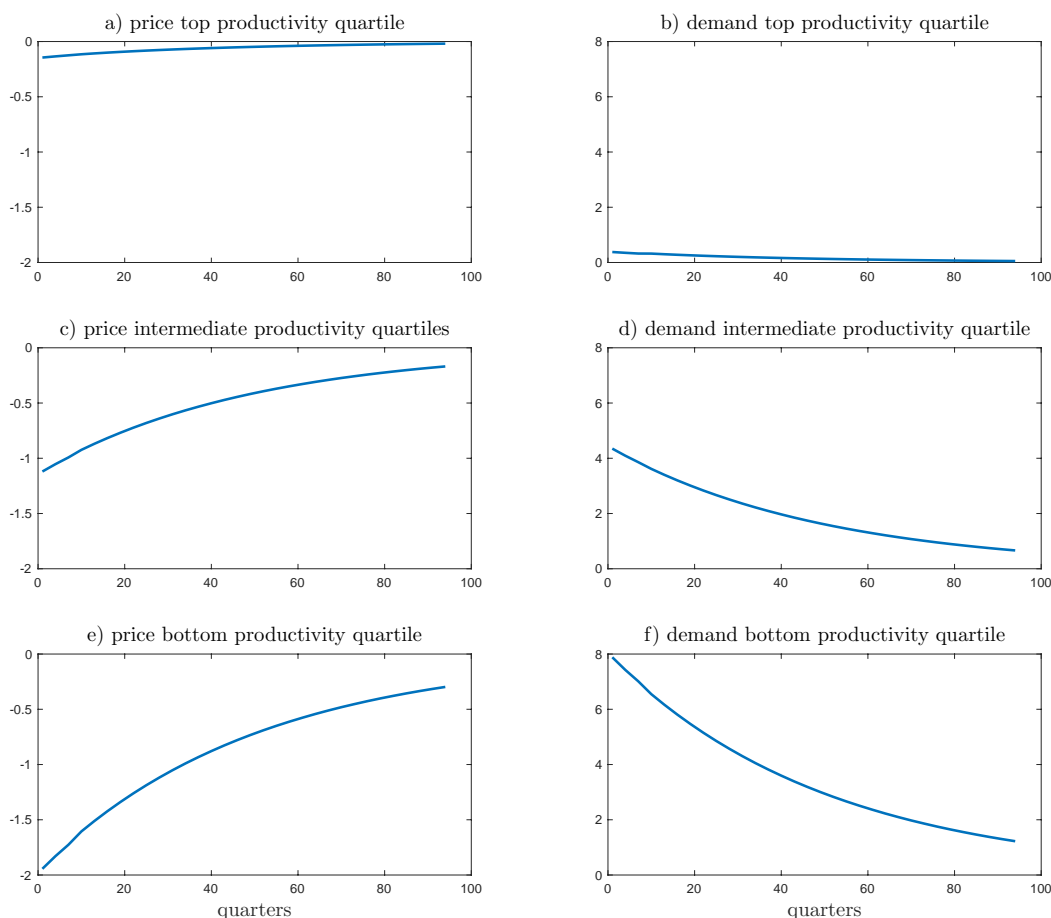 a) price top productivity quartile
0
-0.5
-1
-1.5
-2
0 20 40 60 80 100
b) demand top productivity quartile
8
6
4
2
0
0 20 40 60 80 100
c) price intermediate productivity quartiles
0
-0.5
-1
-1.5
-2
0 20 40 60 80 100
d) demand intermediate productivity quartile
8
6
4
2
0
0 20 40 60 80 100
e) price bottom productivity quartile
0
-0.5
-1
-1.5
-2
0 20 40 60 80 100
quarters
f) demand bottom productivity quartile
8
6
4
2
0
0 20 40 60 80 100
quarters